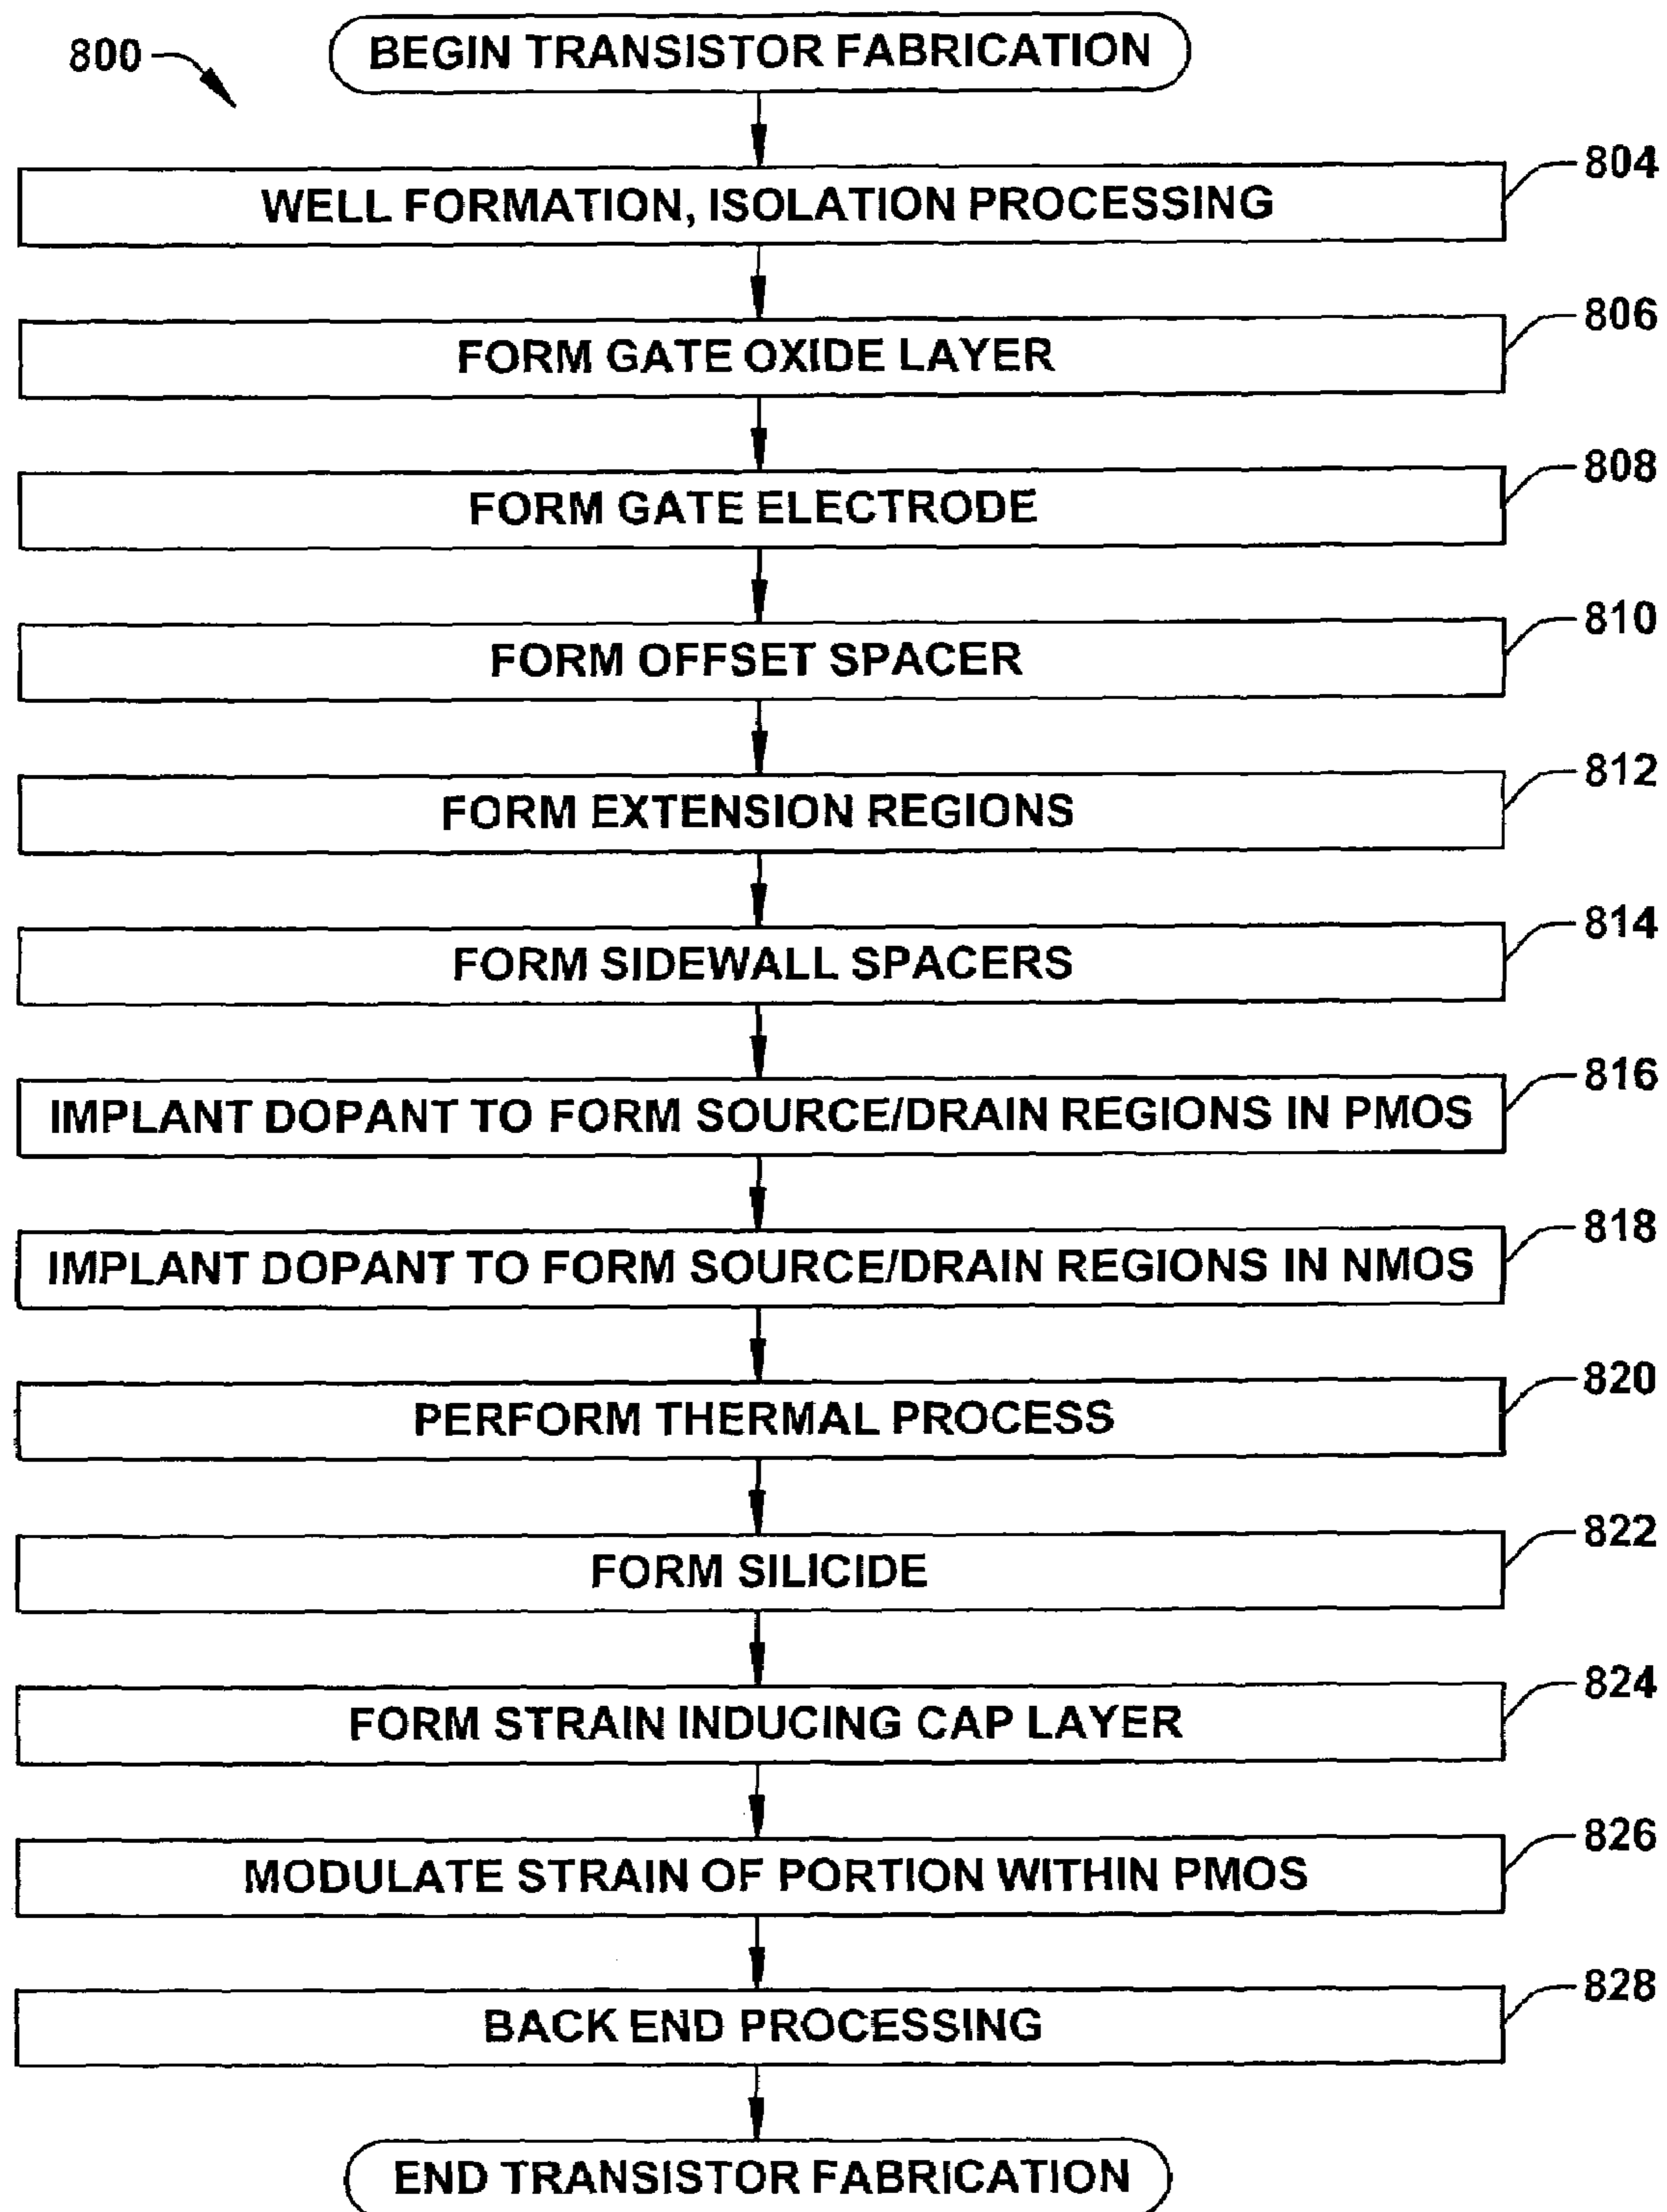 800
BEGIN TRANSISTOR FABRICATION
804
WELL FORMATION, ISOLATION PROCESSING
806
FORM GATE OXIDE LAYER
808
FORM GATE ELECTRODE
810
FORM OFFSET SPACER
812
FORM EXTENSION REGIONS
814
FORM SIDEWALL SPACERS
816
IMPLANT DOPANT TO FORM SOURCE/DRAIN REGIONS IN PMOS
818
IMPLANT DOPANT TO FORM SOURCE/DRAIN REGIONS IN NMOS
820
PERFORM THERMAL PROCESS
822
FORM SILICIDE
824
FORM STRAIN INDUCING CAP LAYER
826
MODULATE STRAIN OF PORTION WITHIN PMOS
828
BACK END PROCESSING
END TRANSISTOR FABRICATION